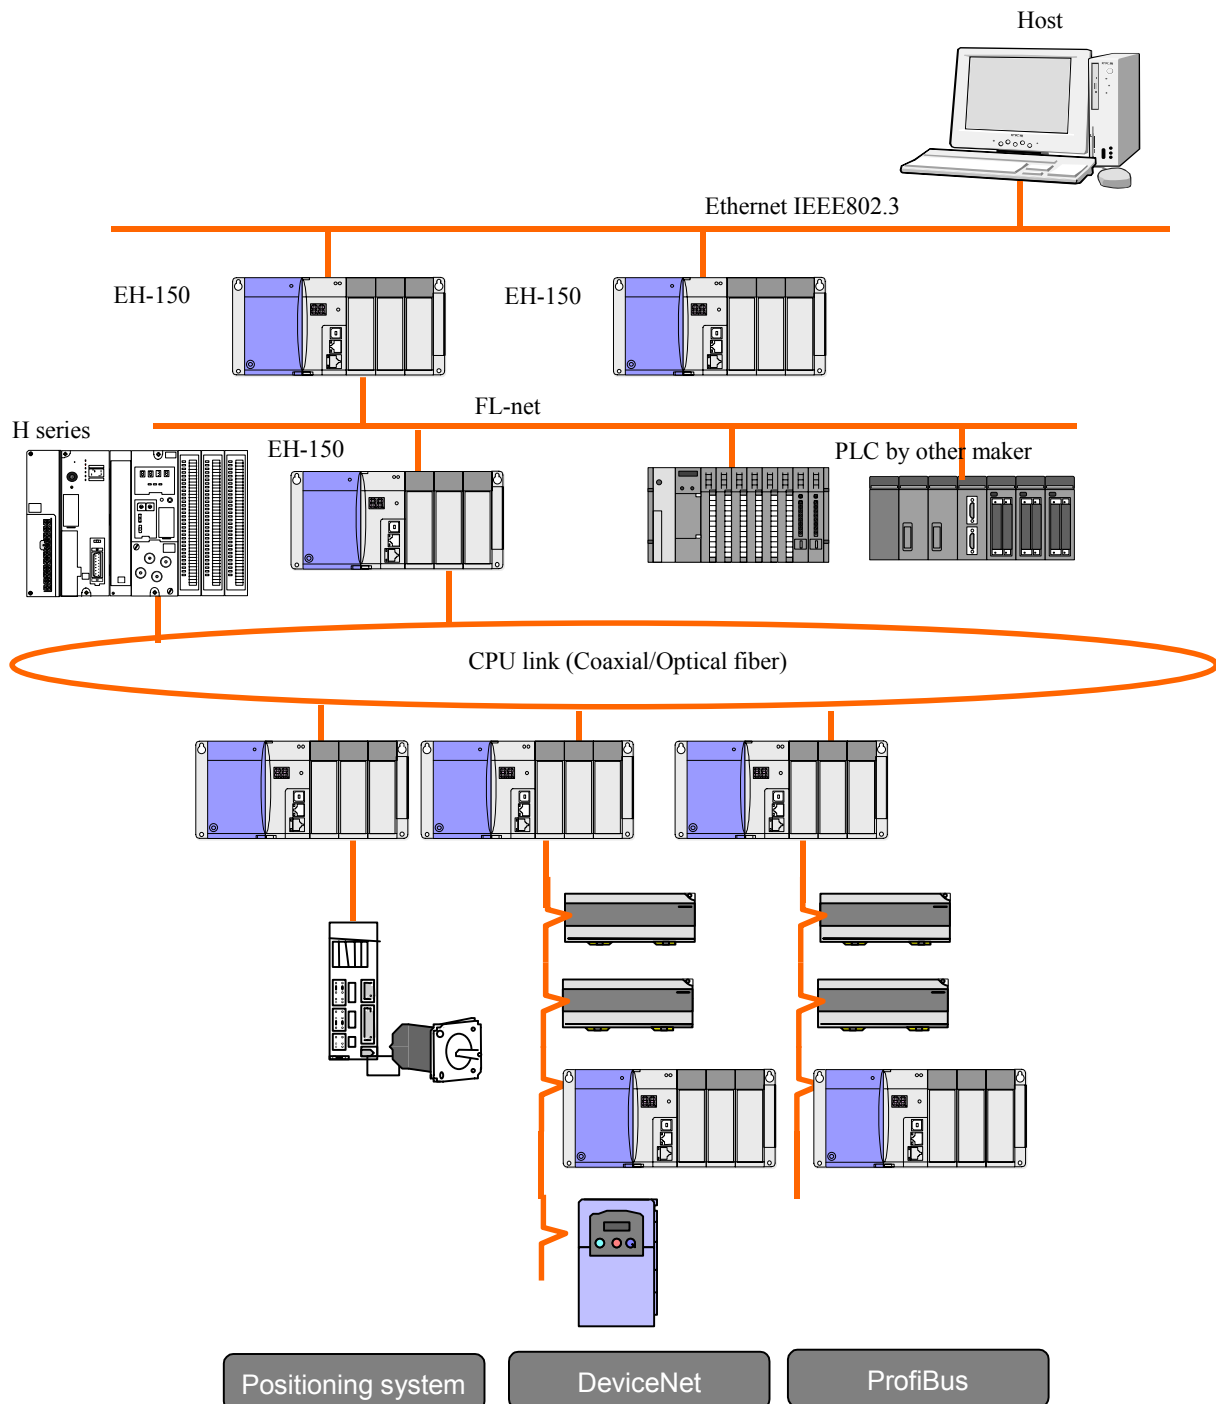 Host
Ethernet IEEE802.3
EH-150
EH-150
FL-net
H series
EH-150
PLC by other maker
CPU link (Coaxial/Optical fiber)
Positioning system
DeviceNet
ProfiBus